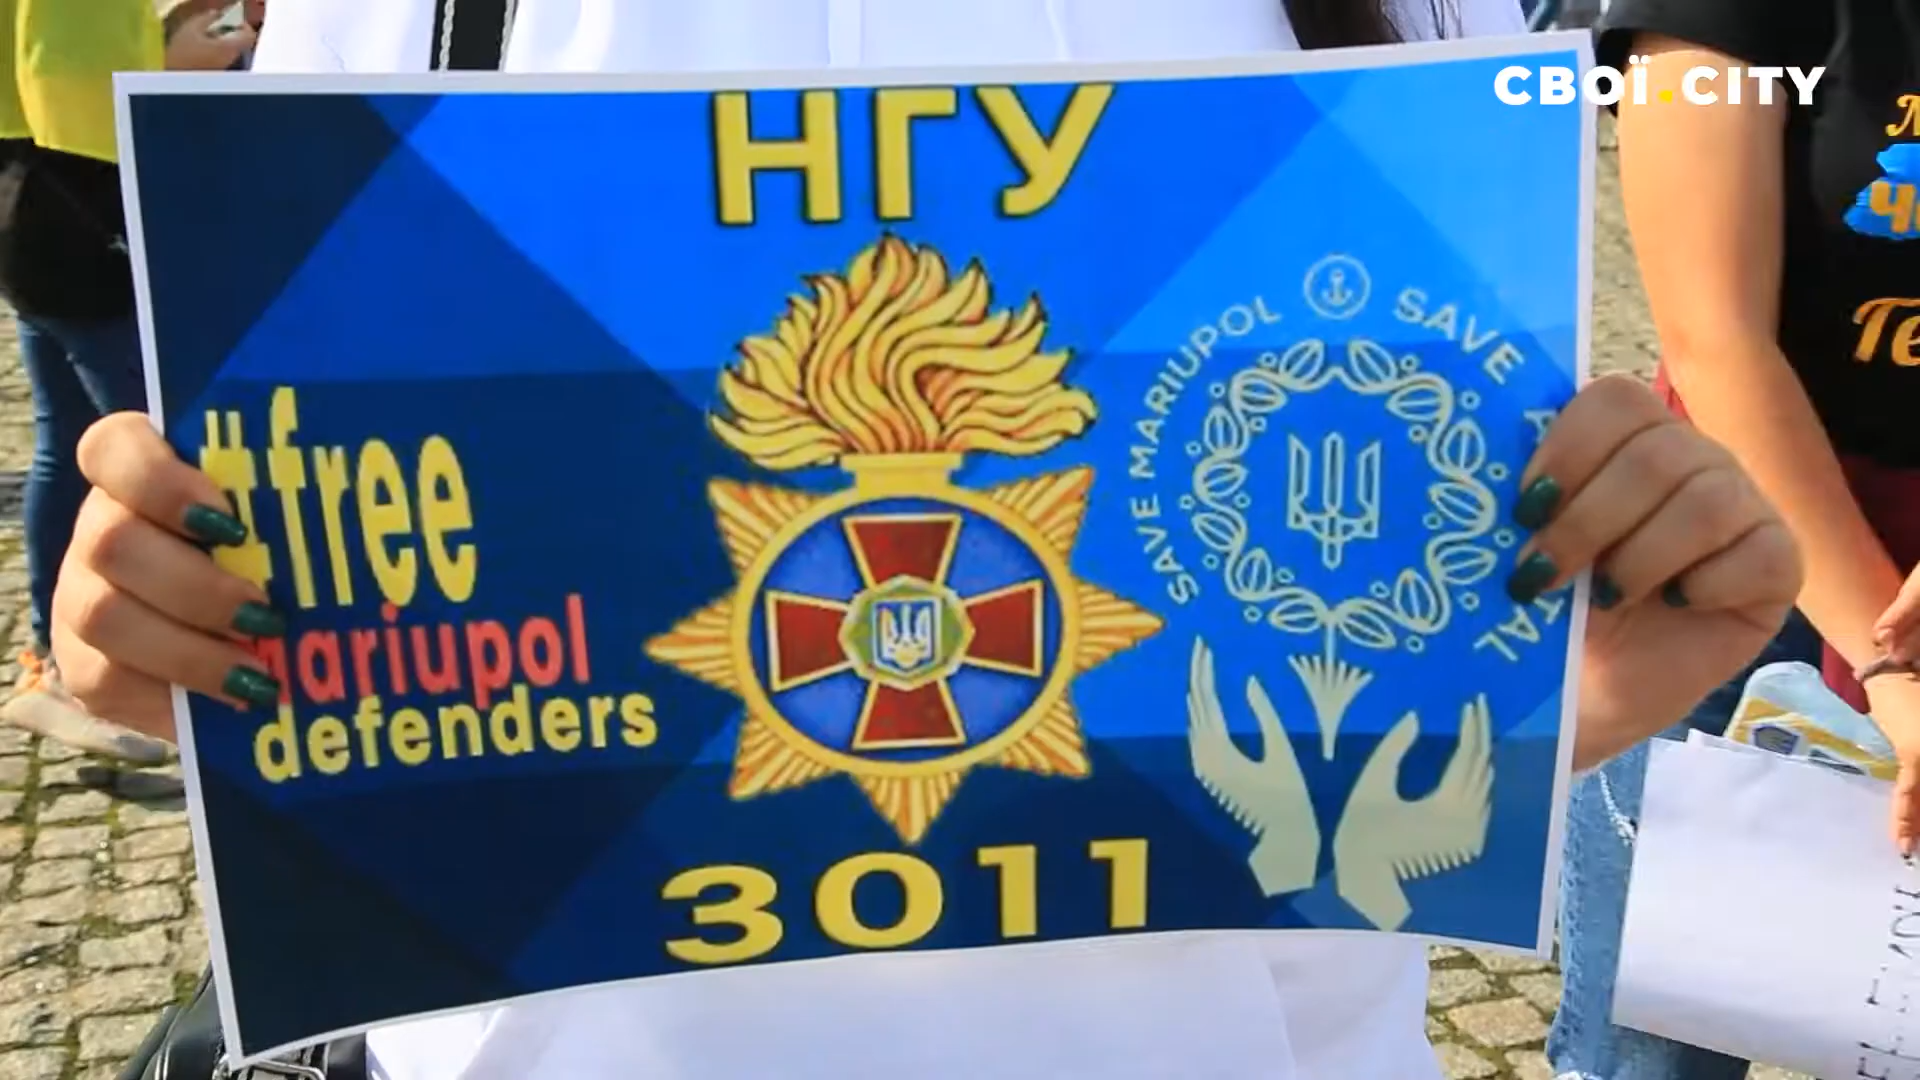 СВОЇ.CITY
НГУ
#free
mariupol
defenders
SAVE MARIUPOL
SAVE
3011